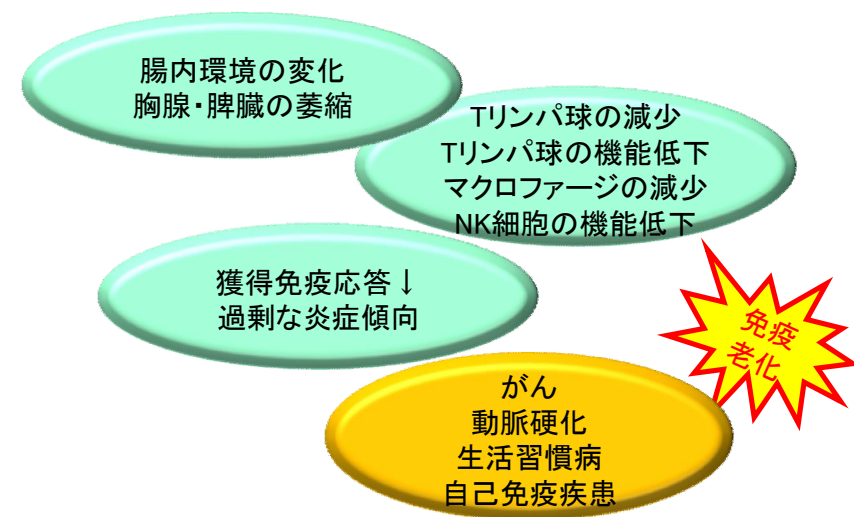 腸内環境の変化
胸腺・脾臓の萎縮
Tリンパ球の減少
Tリンパ球の機能低下
マクロファージの減少
NK細胞の機能低下
獲得免疫応答↓
過剰な炎症傾向
免疫
老化
がん
動脈硬化
生活習慣病
自己免疫疾患